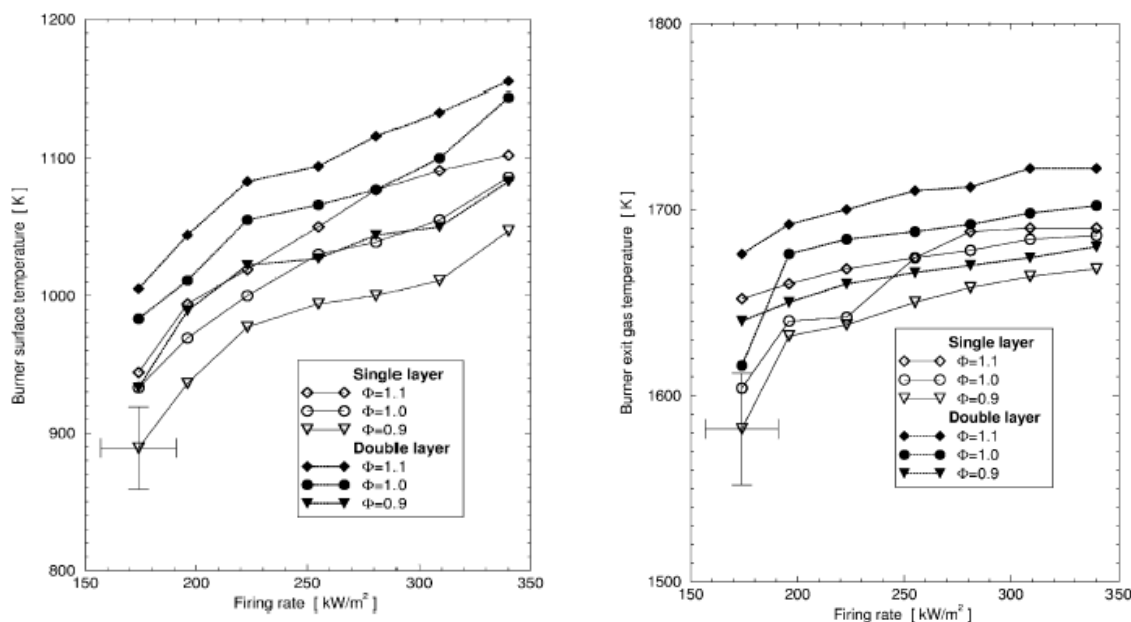 1200
1100
1000
900
800
Burner surface temperature [ K ]
Single layer
Φ=1.1
Φ=1.0
Φ=0.9
Double layer
Φ=1.1
Φ=1.0
Φ=0.9
150 200 250 300 350
Firing rate [ kW/m²]
1800
1700
1600
1500
Burner exit gas temperature [ K ]
Single layer
Φ=1.1
Φ=1.0
Φ=0.9
Double layer
Φ=1.1
Φ=1.0
Φ=0.9
150 200 250 300 350
Firing rate [ kW/m²]